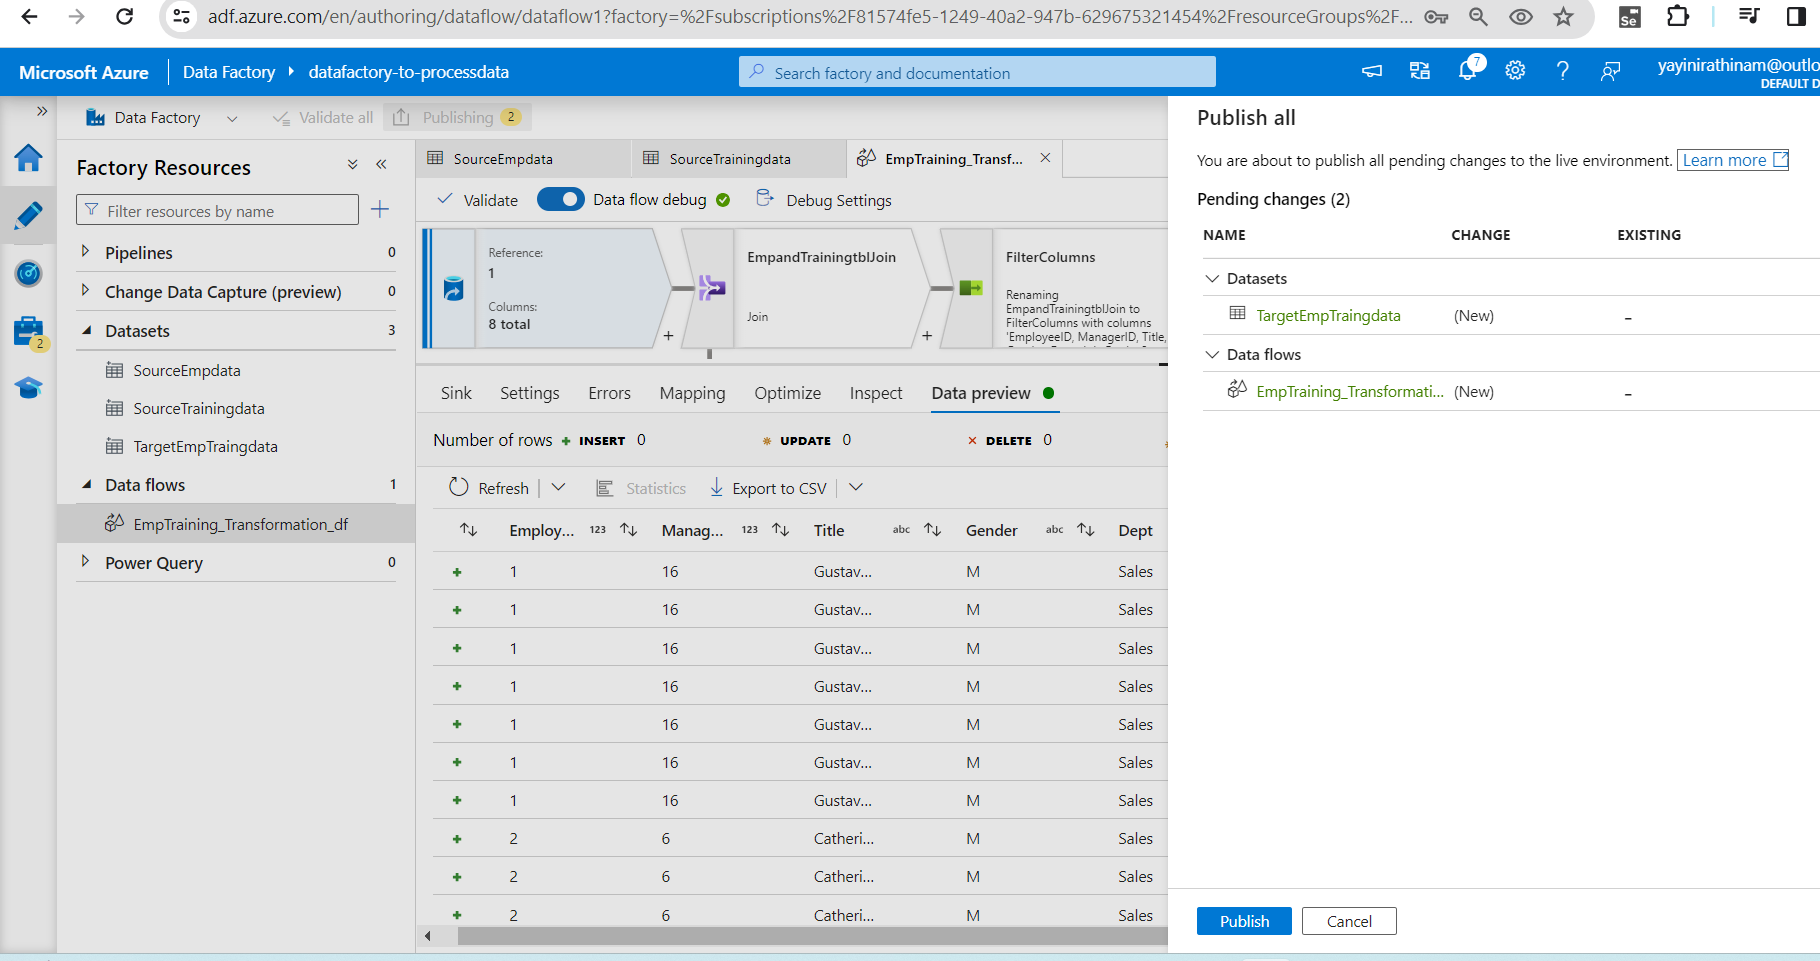 adf.azure.com/en/authoring/dataflow/dataflow1?factory=%2Fsubscriptions%2F81574fe5-1249-40a2-947b-629675321454%2FresourceGroups%2F...
Se
Microsoft Azure
Data Factory
datafactory-to-processdata
Search factory and documentation
7
yayinirathinam@outlo
DEFAULT D
Data Factory
Validate all
Publishing 2
Factory Resources
Filter resources by name
Pipelines 0
Change Data Capture (preview) 0
Datasets 3
SourceEmpdata
SourceTrainingdata
TargetEmpTraingdata
Data flows 1
EmpTraining_Transformation_df
Power Query 0
2
SourceEmpdata
SourceTrainingdata
EmpTraining_Transf...
Validate
Data flow debug
Debug Settings
Reference:
1
Columns:
8 total
+
EmpandTrainingtblJoin
Join
+
FilterColumns
Renaming
EmpandTrainingtblJoin to
FilterColumns with columns
'EmployeeID, ManagerID, Title,
Sink Settings Errors Mapping Optimize Inspect Data preview
Number of rows + INSERT 0 * UPDATE 0 × DELETE 0
Refresh
Statistics
Export to CSV
Employ... 123 Manag... 123 Title abc Gender abc Dept
+ 1 16 Gustav... M Sales
+ 1 16 Gustav... M Sales
+ 1 16 Gustav... M Sales
+ 1 16 Gustav... M Sales
+ 1 16 Gustav... M Sales
+ 1 16 Gustav... M Sales
+ 1 16 Gustav... M Sales
+ 2 6 Catheri... M Sales
+ 2 6 Catheri... M Sales
+ 2 6 Catheri... M Sales
Publish all
You are about to publish all pending changes to the live environment. Learn more
Pending changes (2)
NAME CHANGE EXISTING
Datasets
TargetEmpTraingdata (New) -
Data flows
EmpTraining_Transformati... (New) -
Publish
Cancel